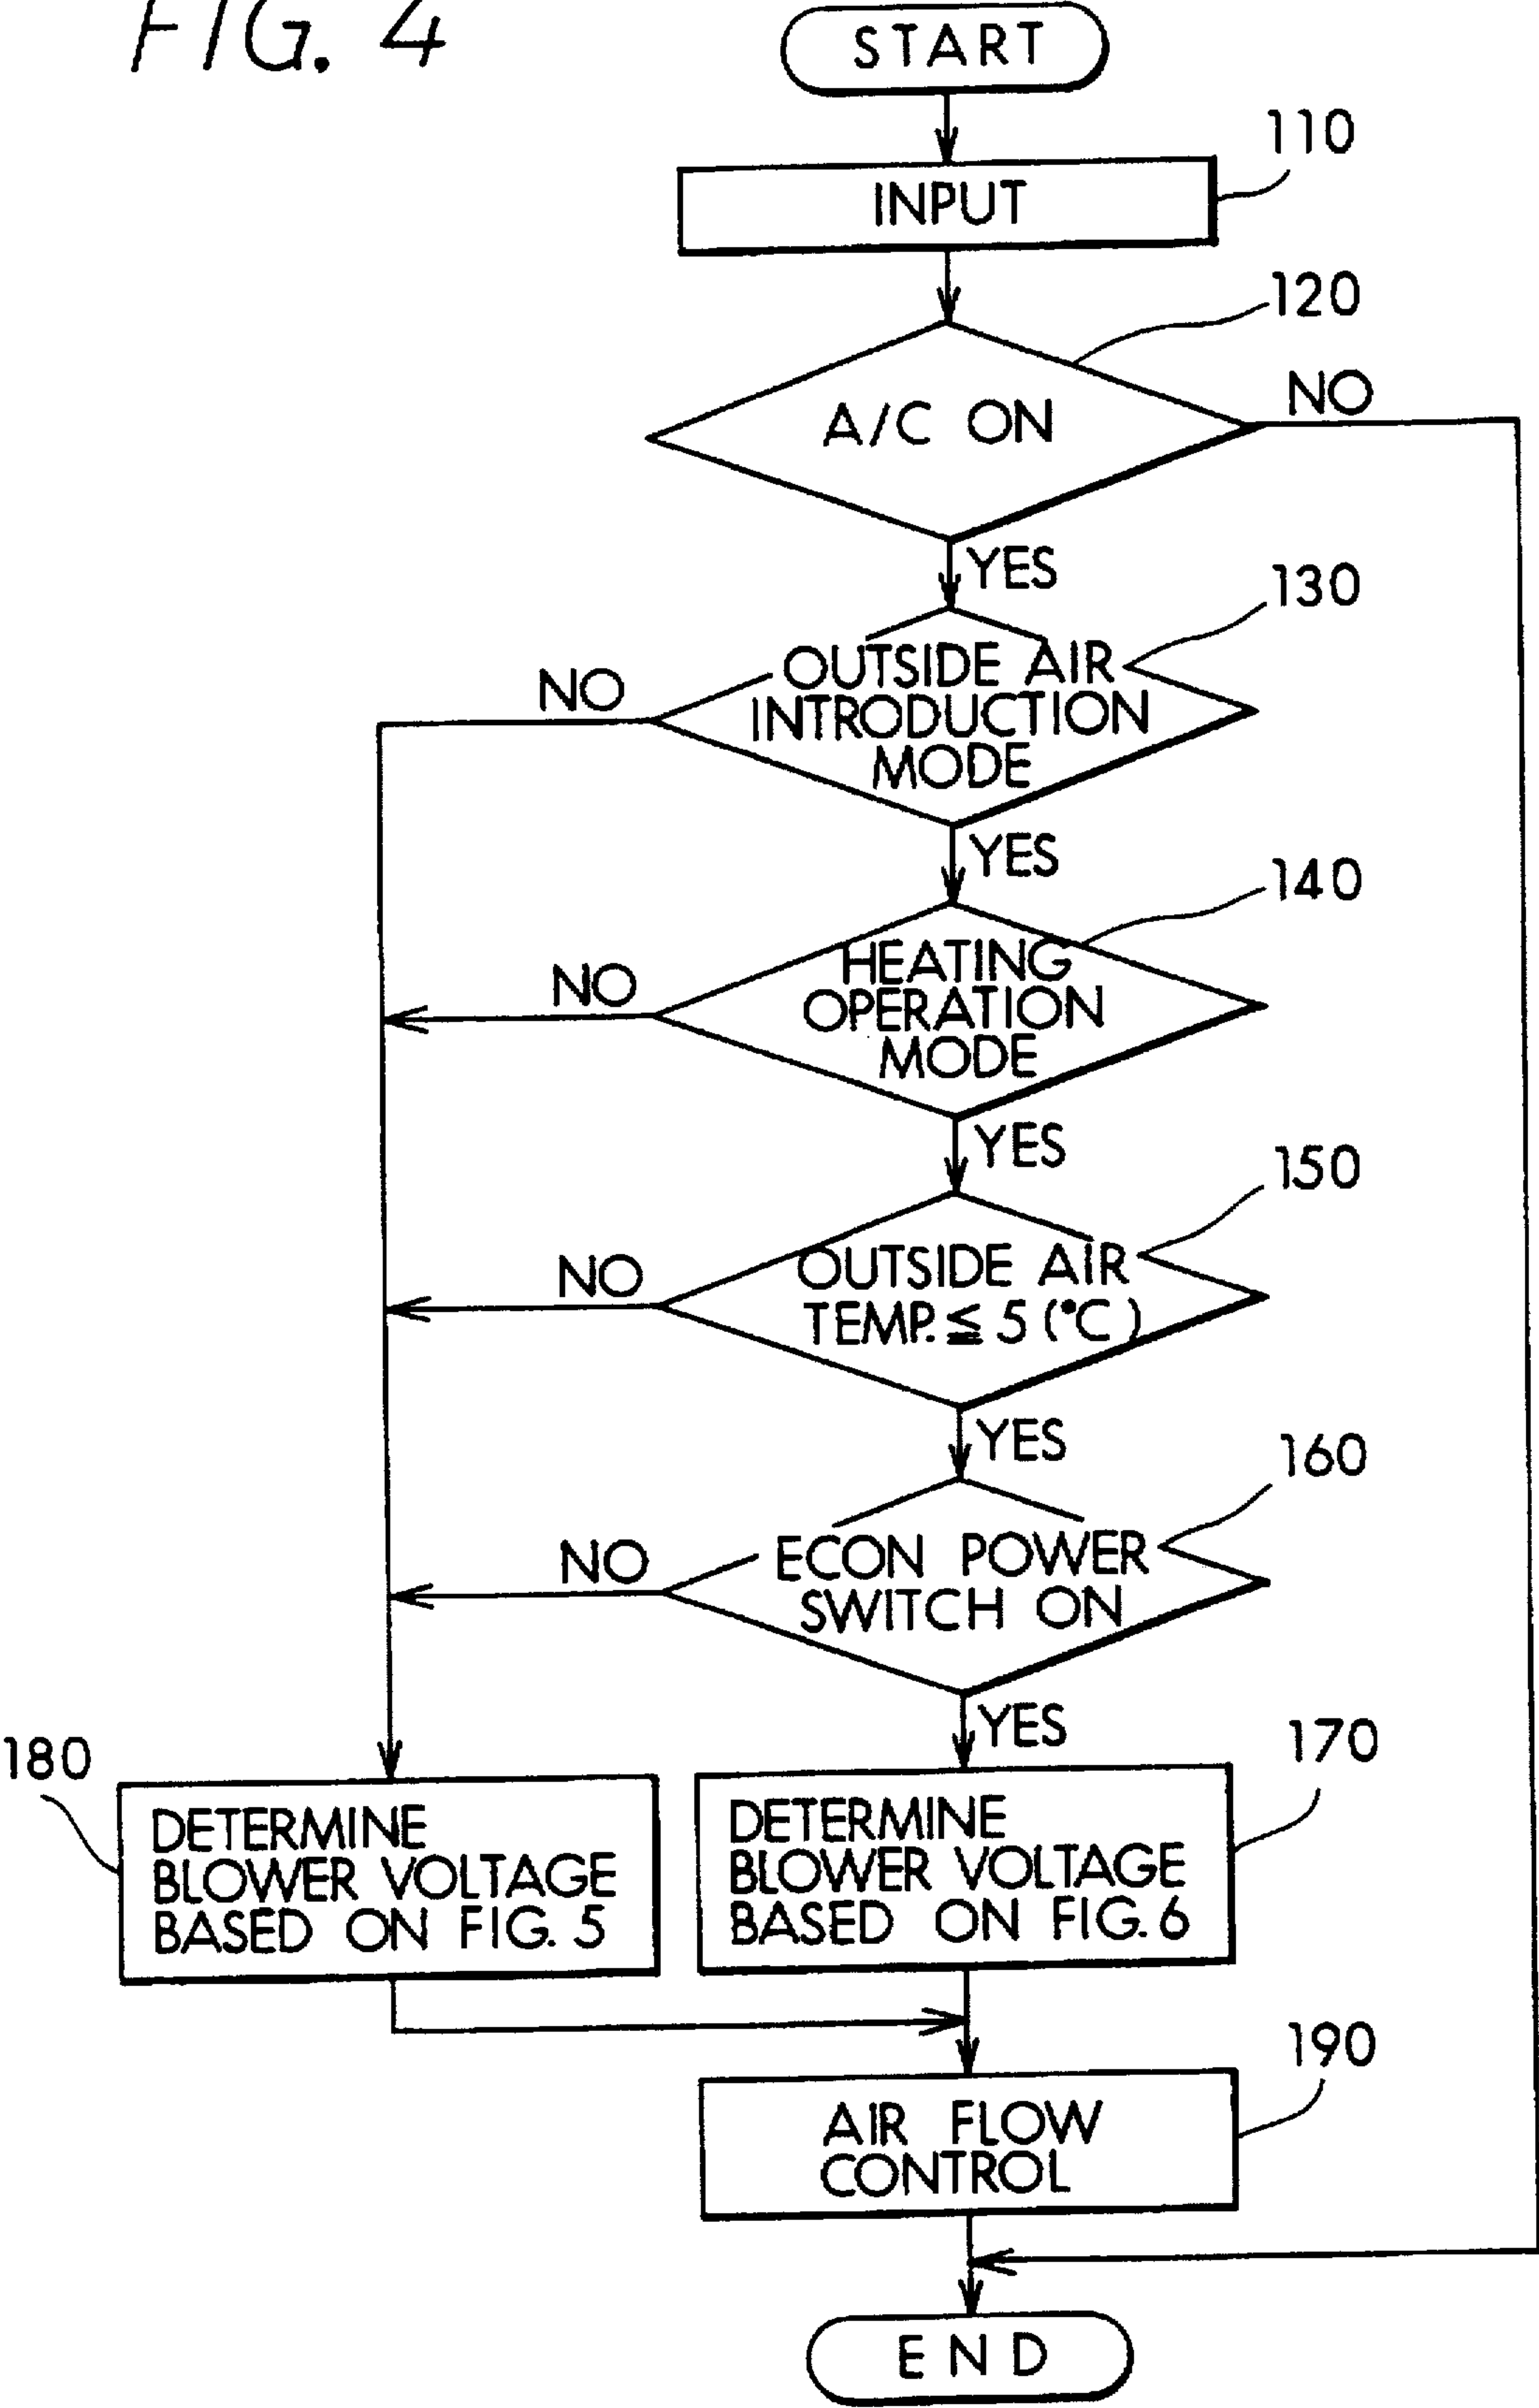 FIG. 4
START
110
INPUT
120
A/C ON
NO
YES
130
OUTSIDE AIR
INTRODUCTION
MODE
NO
YES
140
HEATING
OPERATION
MODE
NO
YES
150
OUTSIDE AIR
TEMP. ≦ 5 (°C)
NO
YES
160
ECON POWER
SWITCH ON
NO
YES
180
DETERMINE
BLOWER VOLTAGE
BASED ON FIG. 5
170
DETERMINE
BLOWER VOLTAGE
BASED ON FIG. 6
190
AIR FLOW
CONTROL
END